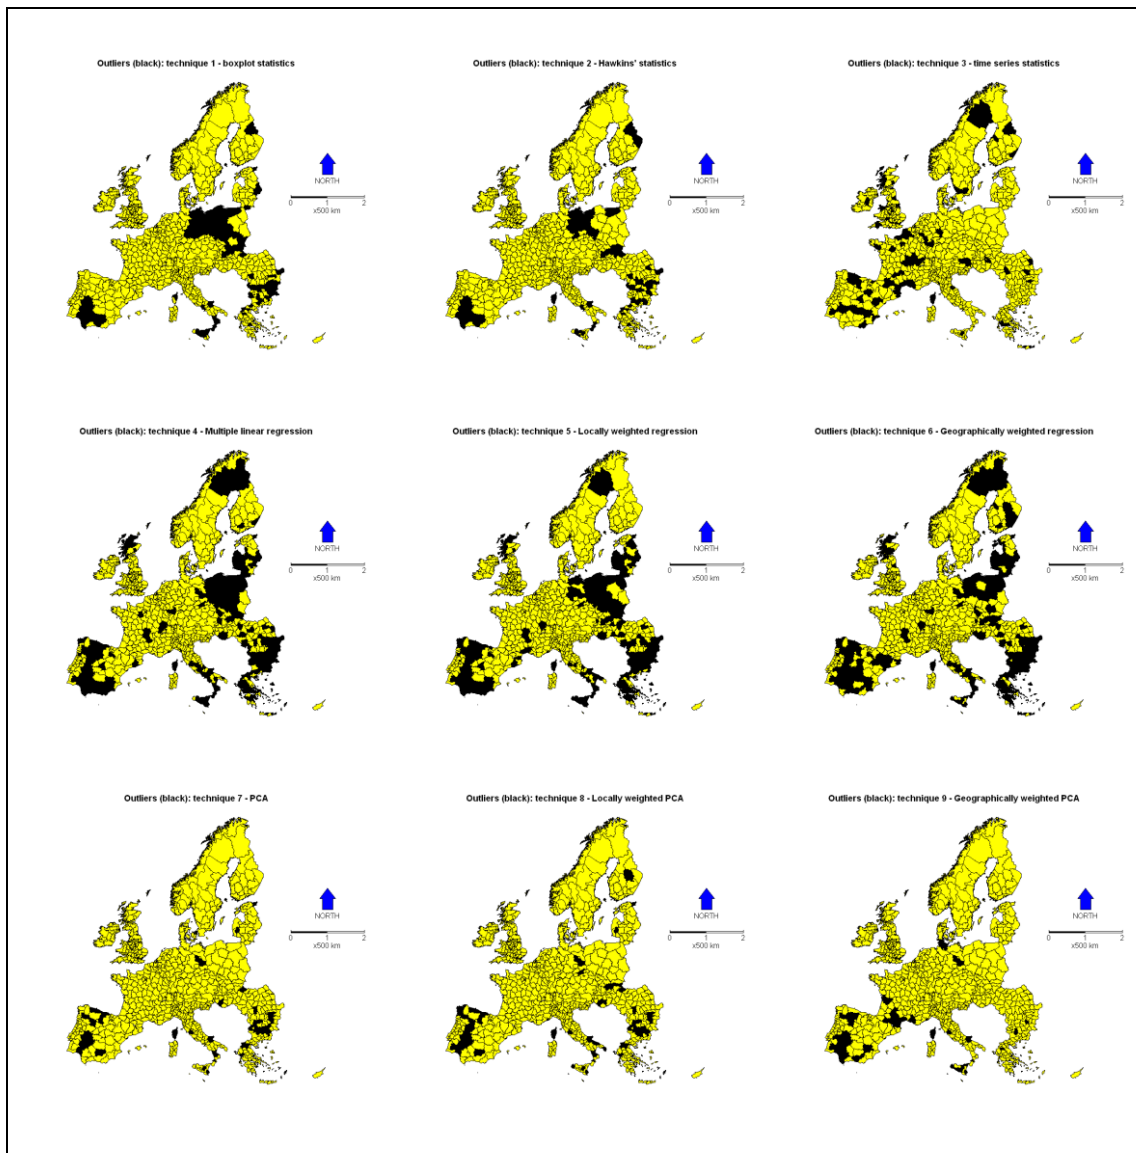 Outliers (black): technique 1 - boxplot statistics
NORTH
0 1 2
x500 km
Outliers (black): technique 2 - Hawkins' statistics
NORTH
0 1 2
x500 km
Outliers (black): technique 3 - time series statistics
NORTH
0 1 2
x500 km
Outliers (black): technique 4 - Multiple linear regression
NORTH
0 1 2
x500 km
Outliers (black): technique 5 - Locally weighted regression
NORTH
0 1 2
x500 km
Outliers (black): technique 6 - Geographically weighted regression
NORTH
0 1 2
x500 km
Outliers (black): technique 7 - PCA
NORTH
0 1 2
x500 km
Outliers (black): technique 8 - Locally weighted PCA
NORTH
0 1 2
x500 km
Outliers (black): technique 9 - Geographically weighted PCA
NORTH
0 1 2
x500 km